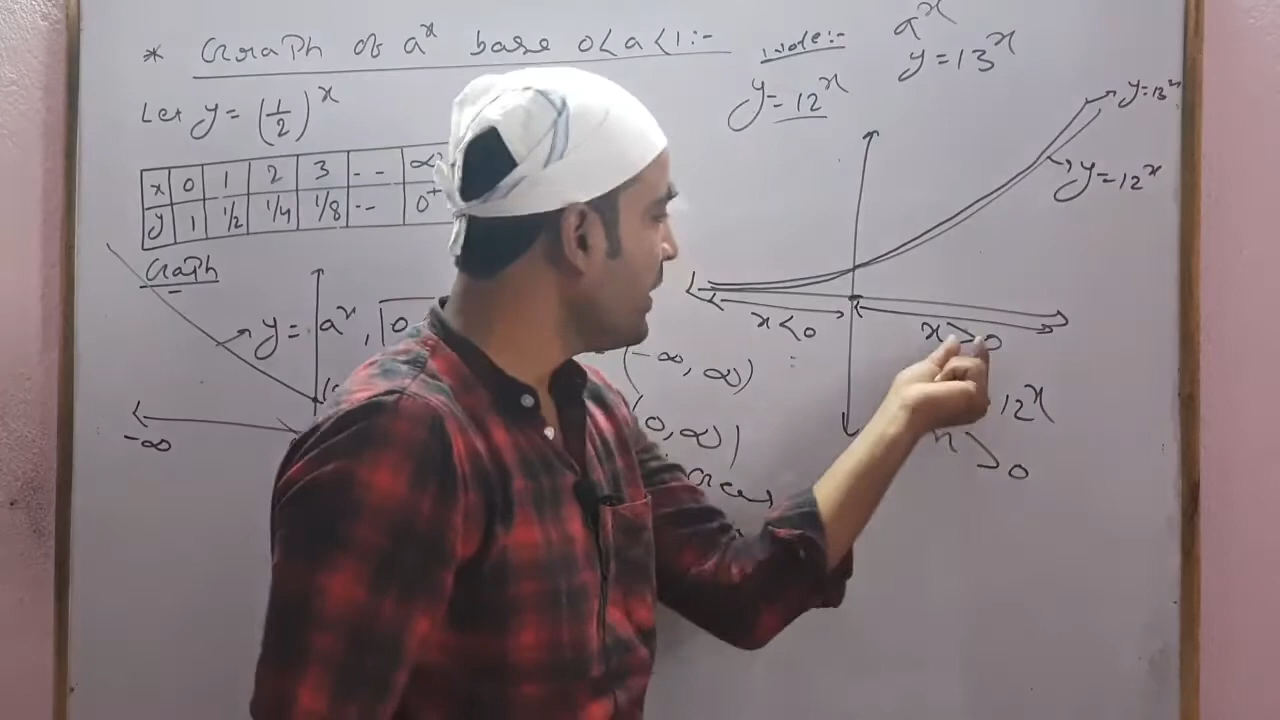 * Graph of aˣ base 0<a<1:-
Let y = (1/2)ˣ
x 0 1 2 3 -- ∞
y 1 1/2 1/4 1/8 -- 0⁺
Graph
y = aˣ, 0
-∞
(-∞, ∞)
0, ∞)
Note:-
aˣ
y = 12ˣ
y = 13ˣ
y = 13ˣ
y = 12ˣ
x < 0
x > 0
12ˣ
> 0